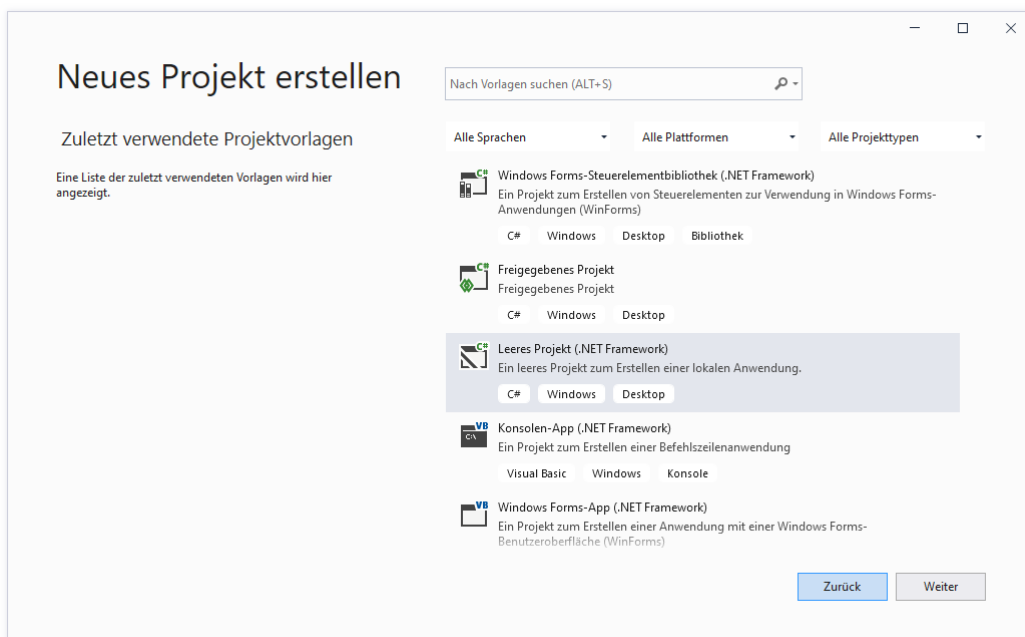 Neues Projekt erstellen
Nach Vorlagen suchen (ALT+S)
Zuletzt verwendete Projektvorlagen
Alle Sprachen
Alle Plattformen
Alle Projekttypen
Eine Liste der zuletzt verwendeten Vorlagen wird hier
angezeigt.
C#
Windows Forms-Steuerelementbibliothek (.NET Framework)
Ein Projekt zum Erstellen von Steuerelementen zur Verwendung in Windows Forms-
Anwendungen (WinForms)
C# Windows Desktop Bibliothek
C#
Freigegebenes Projekt
Freigegebenes Projekt
C# Windows Desktop
C#
Leeres Projekt (.NET Framework)
Ein leeres Projekt zum Erstellen einer lokalen Anwendung.
C# Windows Desktop
VB
C:\
Konsolen-App (.NET Framework)
Ein Projekt zum Erstellen einer Befehlszeilenanwendung
Visual Basic Windows Konsole
VB
Windows Forms-App (.NET Framework)
Ein Projekt zum Erstellen einer Anwendung mit einer Windows Forms-
Benutzeroberfläche (WinForms)
Zurück
Weiter